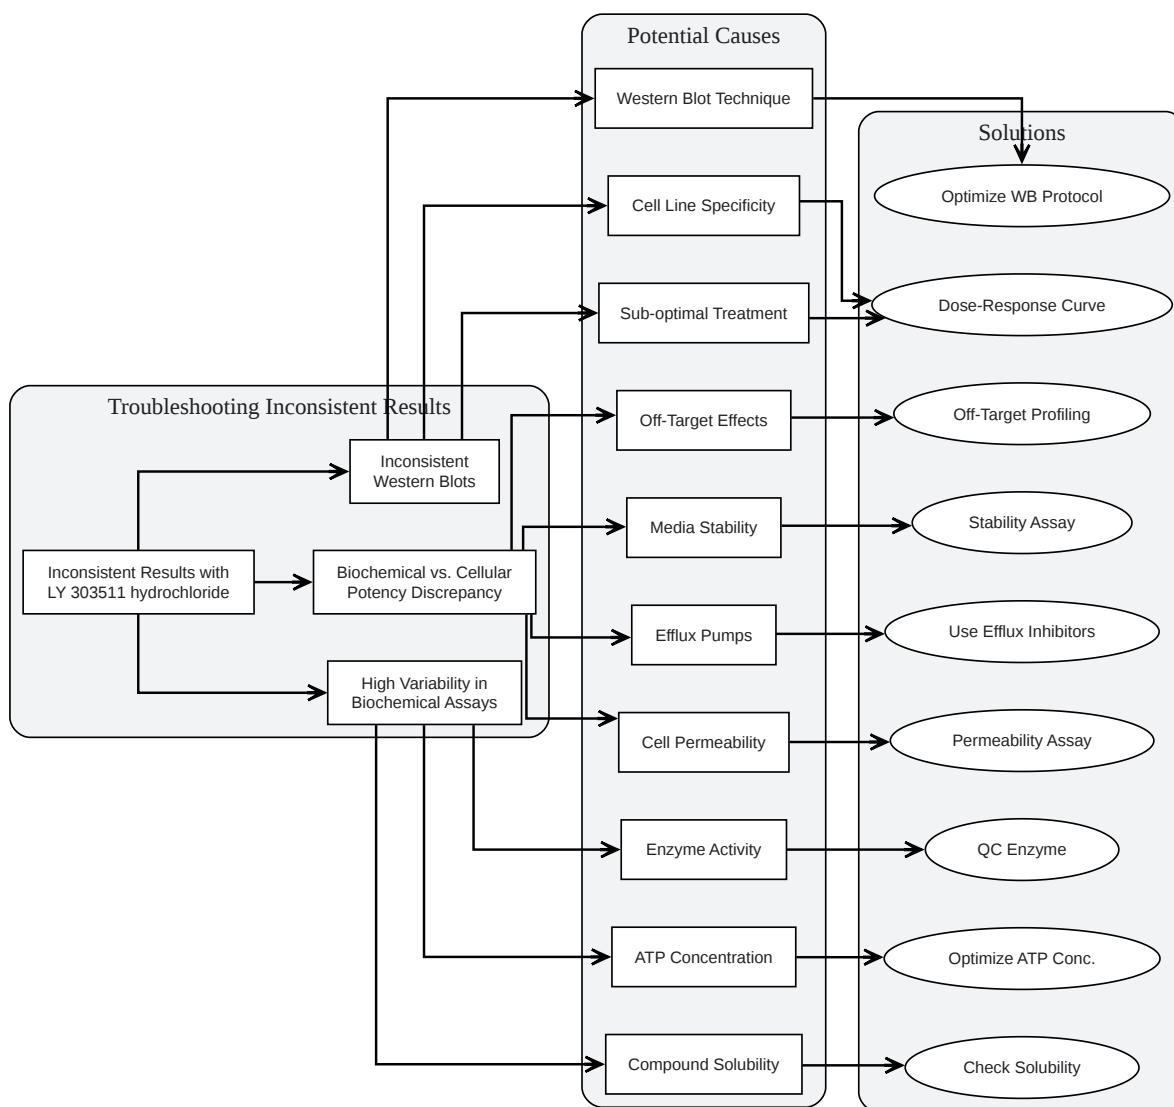 Potential Causes
Western Blot Technique
Solutions
Cell Line Specificity
Optimize WB Protocol
Sub-optimal Treatment
Dose-Response Curve
Troubleshooting Inconsistent Results
Off-Target Effects
Off-Target Profiling
Inconsistent
Western Blots
Media Stability
Stability Assay
Inconsistent Results with
LY 303511 hydrochloride
Biochemical vs. Cellular
Potency Discrepancy
Efflux Pumps
Use Efflux Inhibitors
High Variability in
Biochemical Assays
Cell Permeability
Permeability Assay
Enzyme Activity
QC Enzyme
ATP Concentration
Optimize ATP Conc.
Compound Solubility
Check Solubility